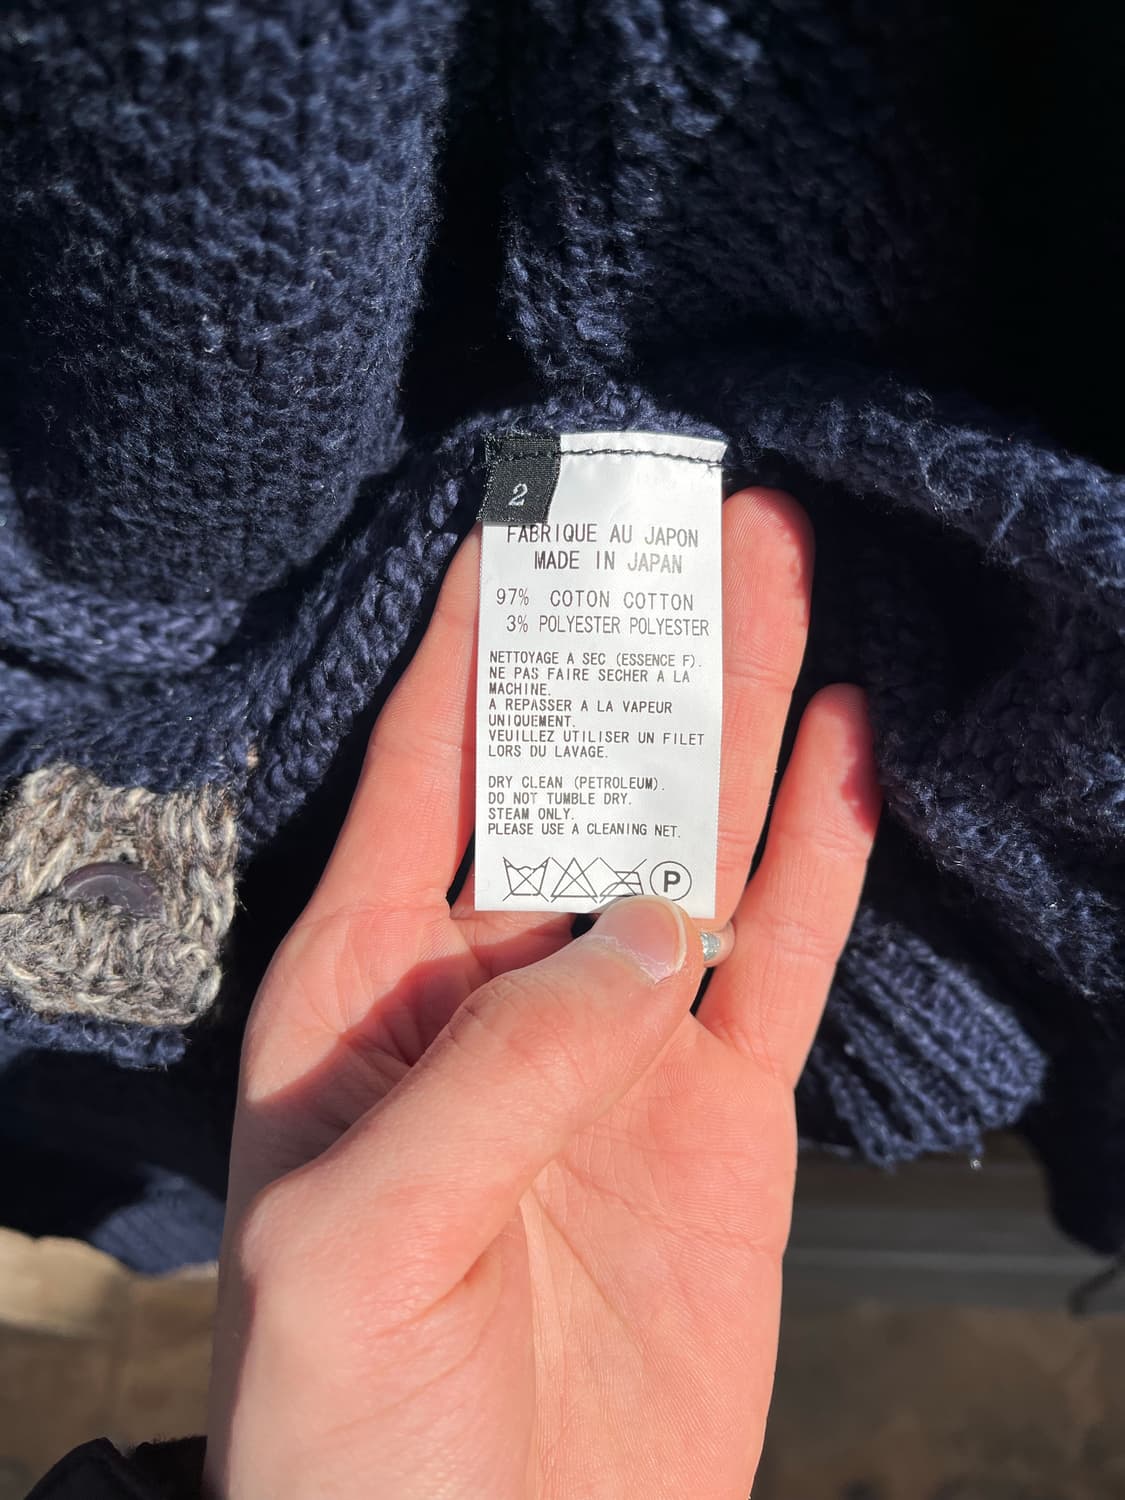 2
FABRIQUE AU JAPON
MADE IN JAPAN
97% COTON COTTON
3% POLYESTER POLYESTER
NETTOYAGE A SEC (ESSENCE F).
NE PAS FAIRE SECHER A LA
MACHINE.
A REPASSER A LA VAPEUR
UNIQUEMENT.
VEUILLEZ UTILISER UN FILET
LORS DU LAVAGE.
DRY CLEAN (PETROLEUM).
DO NOT TUMBLE DRY.
STEAM ONLY.
PLEASE USE A CLEANING NET.
P